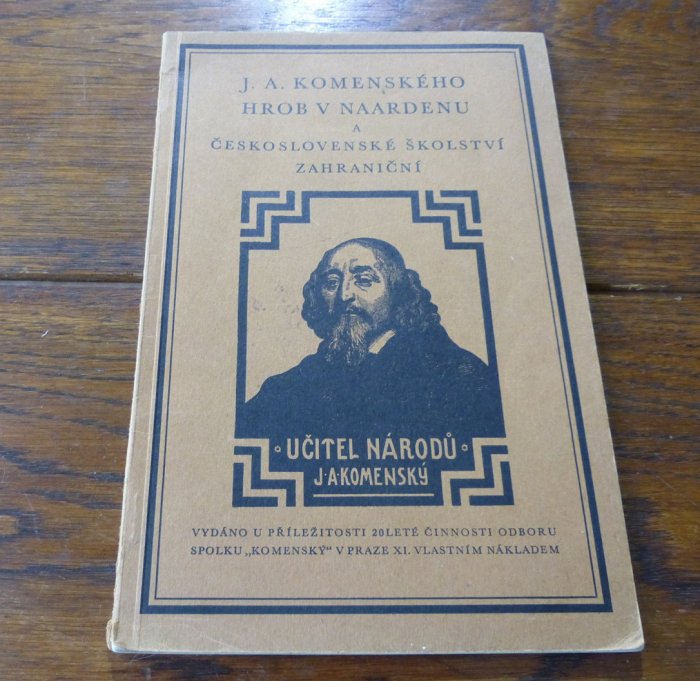 J. A. KOMENSKÉHO
HROB V NAARDENU
A
ČESKOSLOVENSKÉ ŠKOLSTVÍ
ZAHRANIČNÍ
UČITEL NÁRODŮ
J·A·KOMENSKÝ
VYDÁNO U PŘÍLEŽITOSTI 20LETÉ ČINNOSTI ODBORU
SPOLKU „KOMENSKÝ“ V PRAZE XI. VLASTNÍM NÁKLADEM